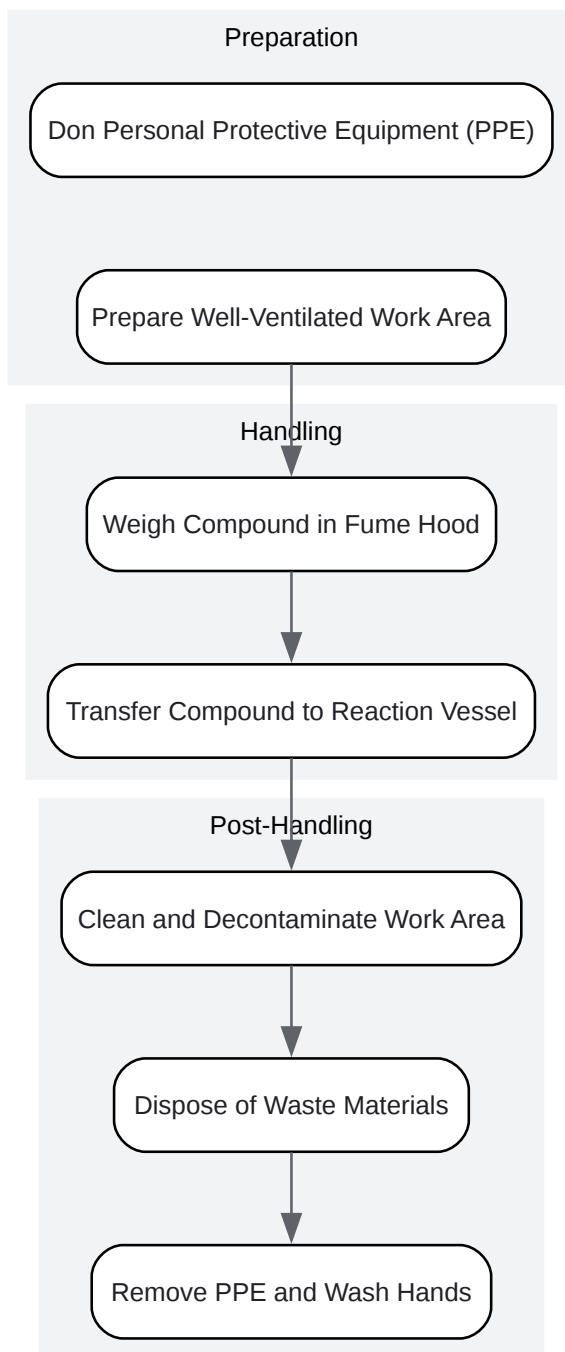 Preparation
Don Personal Protective Equipment (PPE)
Prepare Well-Ventilated Work Area
Handling
Weigh Compound in Fume Hood
Transfer Compound to Reaction Vessel
Post-Handling
Clean and Decontaminate Work Area
Dispose of Waste Materials
Remove PPE and Wash Hands